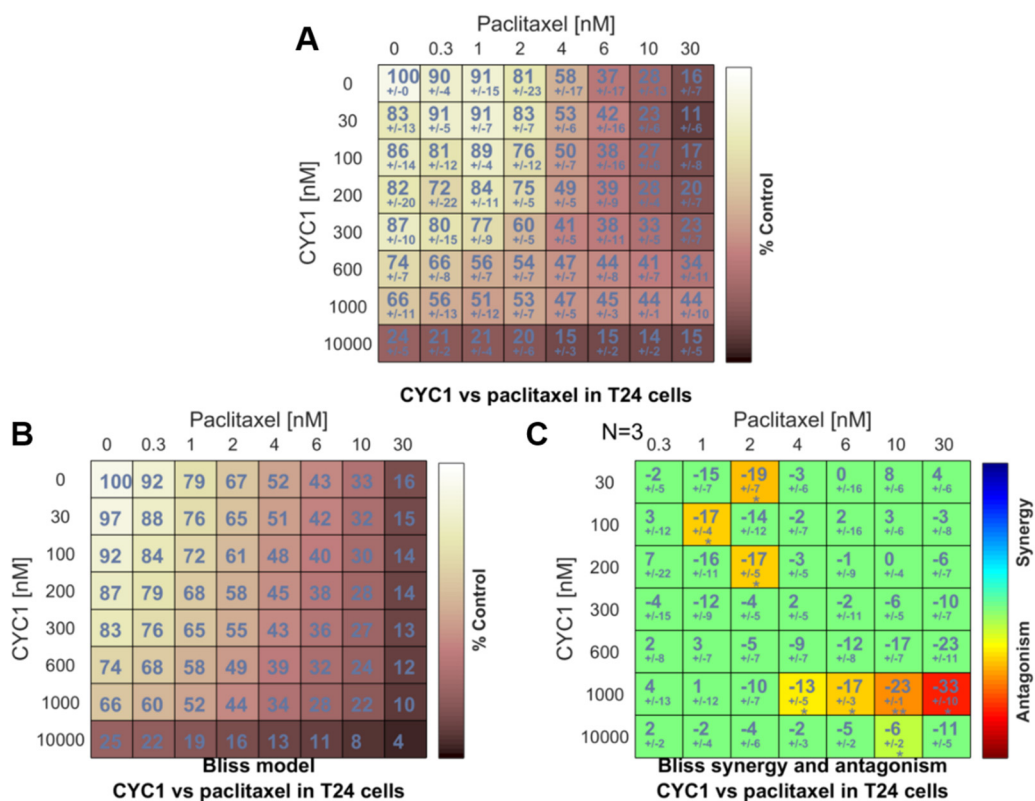 A
Paclitaxel [nM]
0 0.3 1 2 4 6 10 30
CYC1 [nM]
0 100 90 91 81 58 37 28 16
+/-0 +/-4 +/-15 +/-23 +/-17 +/-17 +/-7
30 83 91 91 83 53 42 23 11
+/-13 +/-5 +/-7 +/-7 +/-6 +/-16 +/-6
100 86 81 89 76 50 38 27 17
+/-14 +/-12 +/-4 +/-12 +/-7 +/-16 +/-8
200 82 72 84 75 49 39 28 20
+/-20 +/-22 +/-11 +/-5 +/-5 +/-9 +/-7
300 87 80 77 60 41 38 33 23
+/-10 +/-15 +/-9 +/-5 +/-5 +/-11 +/-5 +/-7
600 74 66 56 54 47 44 41 34
+/-7 +/-8 +/-7 +/-7 +/-7 +/-8 +/-7 +/-11
1000 66 56 51 53 47 45 44 44
+/-11 +/-13 +/-12 +/-7 +/-5 +/-3 +/-1 +/-10
10000 24 21 21 20 15 15 14 15
+/-2 +/-4 +/-6 +/-3 +/-2 +/-2 +/-5
% Control
CYC1 vs paclitaxel in T24 cells
B
Paclitaxel [nM]
0 0.3 1 2 4 6 10 30
CYC1 [nM]
0 100 92 79 67 52 43 33 16
30 97 88 76 65 51 42 32 15
100 92 84 72 61 48 40 30 14
200 87 79 68 58 45 38 28 14
300 83 76 65 55 43 36 27 13
600 74 68 58 49 39 32 24 12
1000 66 60 52 44 34 28 22 10
10000 25 22 19 16 13 11 8 4
% Control
Bliss model
CYC1 vs paclitaxel in T24 cells
C
N=3
Paclitaxel [nM]
0.3 1 2 4 6 10 30
CYC1 [nM]
30 -2 -15 -19 -3 0 8 4
+/-5 +/-7 +/-7 +/-6 +/-16 +/-6 +/-6
*
100 3 -17 -14 -2 2 3 -3
+/-12 +/-4 +/-12 +/-7 +/-16 +/-6 +/-8
*
200 7 -16 -17 -3 -1 0 -6
+/-22 +/-11 +/-5 +/-5 +/-9 +/-4 +/-7
*
300 -4 -12 -4 2 -2 -6 -10
+/-15 +/-9 +/-5 +/-5 +/-11 +/-5 +/-7
600 2 3 -5 -9 -12 -17 -23
+/-8 +/-7 +/-7 +/-7 +/-8 +/-7 +/-11
1000 4 1 -10 -13 -17 -23 -33
+/-13 +/-12 +/-7 +/-5 +/-3 +/-1 +/-10
* * ** *
10000 2 -2 -4 -2 -5 -6 -11
+/-2 +/-4 +/-6 +/-3 +/-2 +/-2 +/-5
*
Synergy
Antagonism
Bliss synergy and antagonism
CYC1 vs paclitaxel in T24 cells